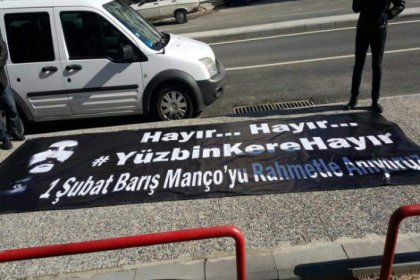 Hayır... Hayır...
#YüzbinKereHayır
1 Şubat Barış Manço'yu Rahmetle Anıyoruz